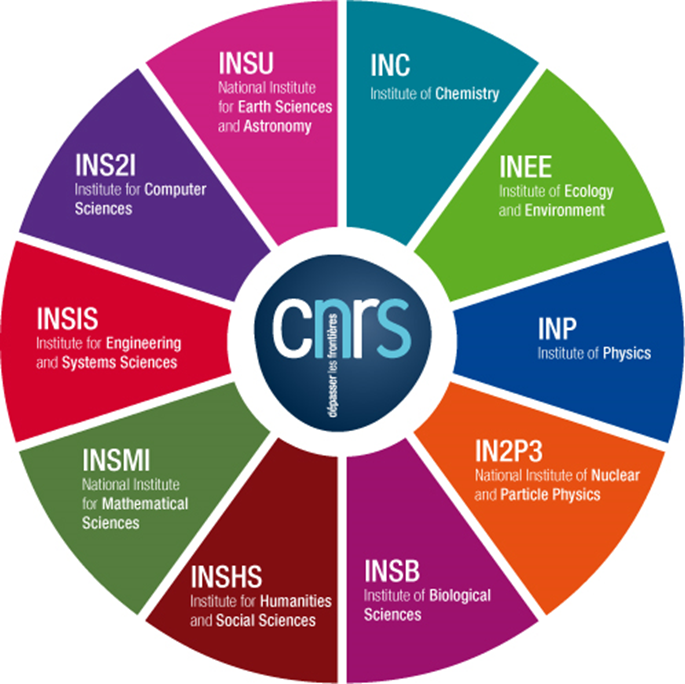 INSU
National Institute
for Earth Sciences
and Astronomy
INC
Institute of Chemistry
INEE
Institute of Ecology
and Environment
INP
Institute of Physics
IN2P3
National Institute of Nuclear
and Particle Physics
INSB
Institute of Biological
Sciences
INSHS
Institute for Humanities
and Social Sciences
INSMI
National Institute
for Mathematical
Sciences
INSIS
Institute for Engineering
and Systems Sciences
INS2I
Institute for Computer
Sciences
cnrs
dépasser les frontières